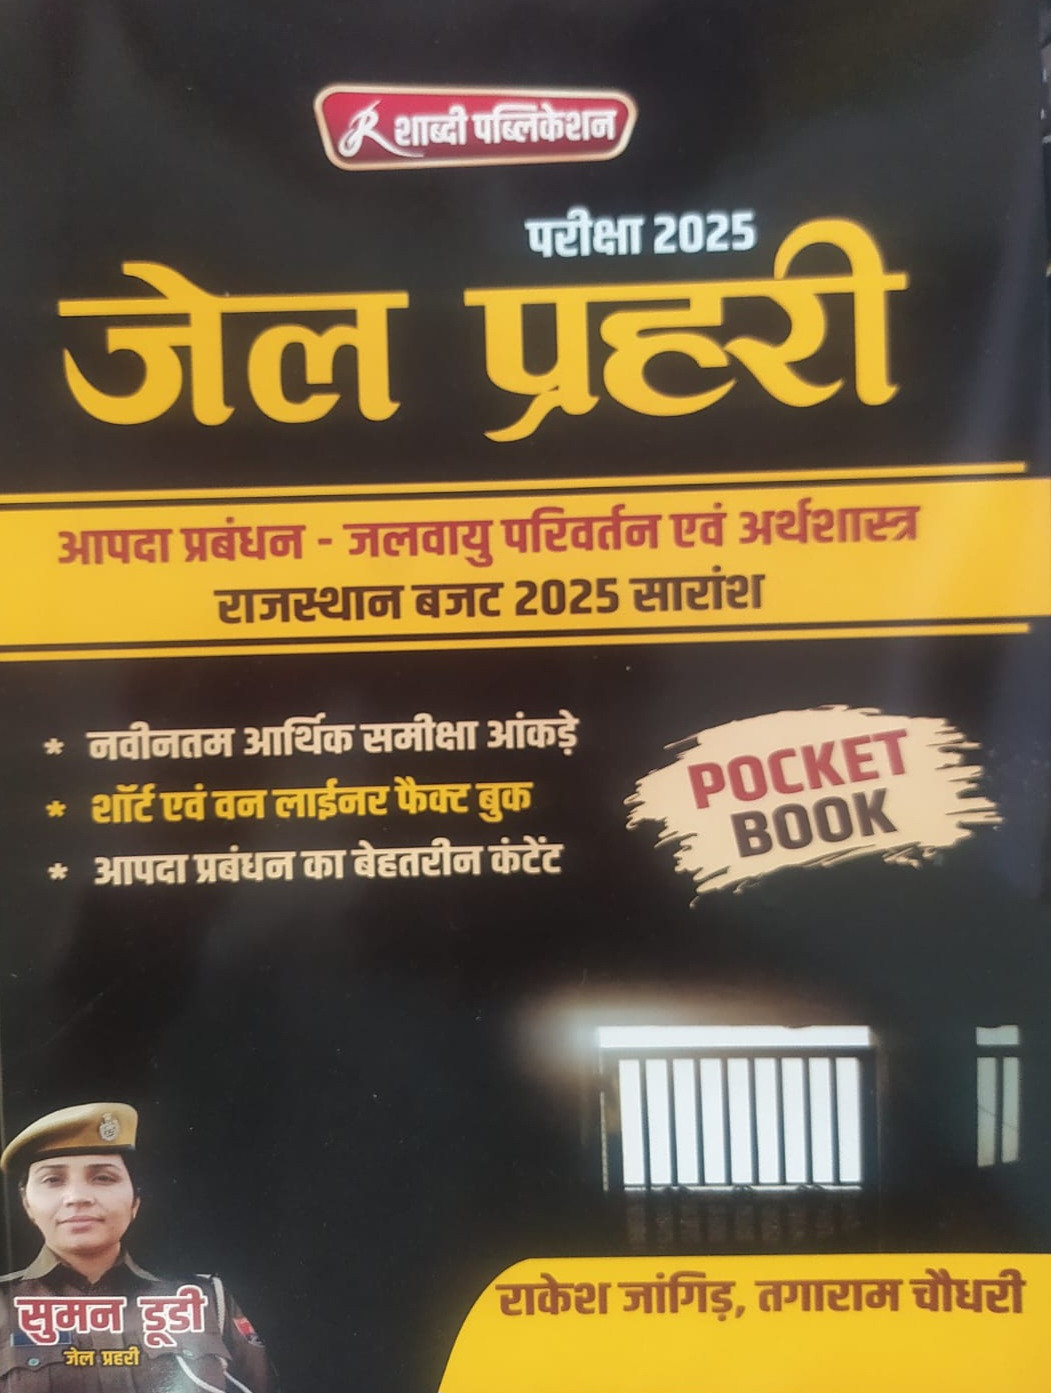 R शाब्दी पब्लिकेशन
परीक्षा 2025
जेल प्रहरी
आपदा प्रबंधन - जलवायु परिवर्तन एवं अर्थशास्त्र
राजस्थान बजट 2025 सारांश
* नवीनतम आर्थिक समीक्षा आंकड़े
* शॉर्ट एवं वन लाईनर फैक्ट बुक
* आपदा प्रबंधन का बेहतरीन कंटेंट
POCKET
BOOK
सुमन डूडी
जेल प्रहरी
राकेश जांगिड़, तगाराम चौधरी